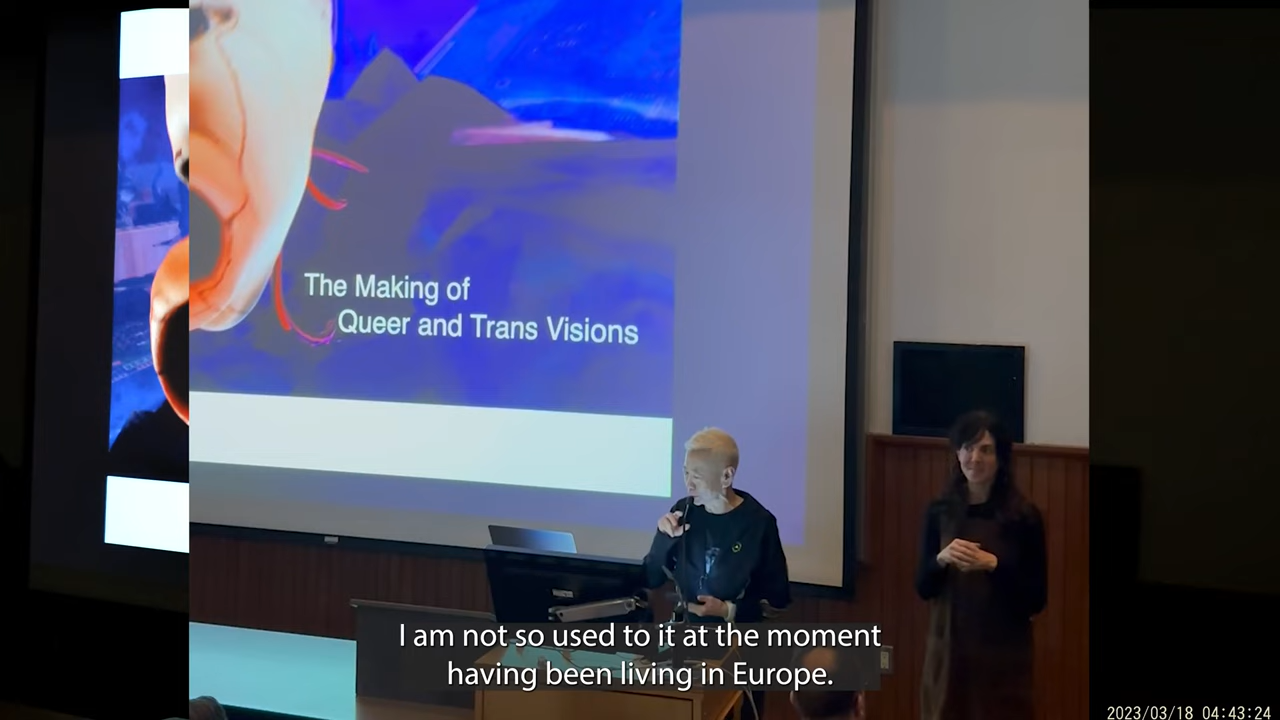 The Making of
Queer and Trans Visions
I am not so used to it at the moment
having been living in Europe.
2023/03/18 04:43:24